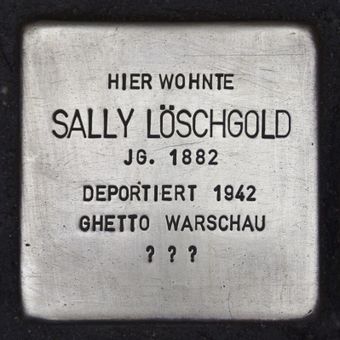 HIER WOHNTE
SALLY LÖSCHGOLD
JG. 1882
DEPORTIERT 1942
GHETTO WARSCHAU
? ? ?